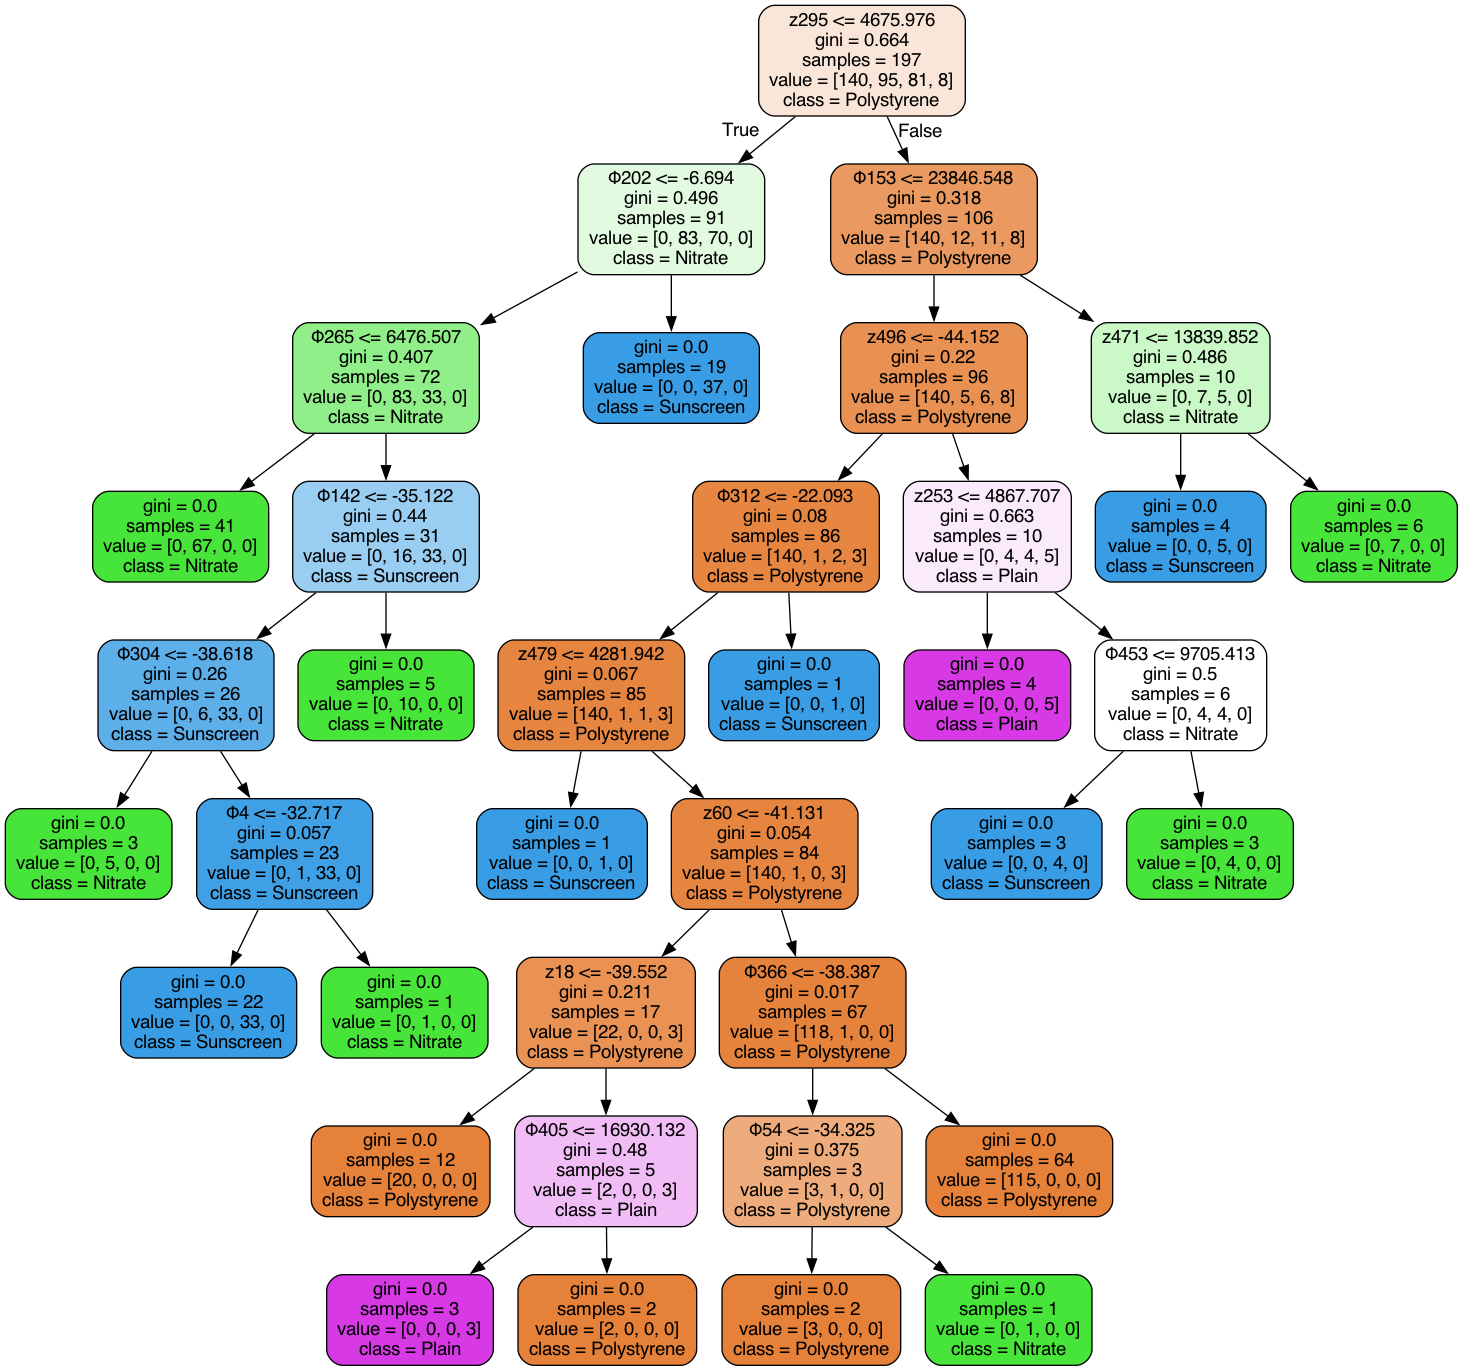 z295 <= 4675.976
gini = 0.664
samples = 197
value = [140, 95, 81, 8]
class = Polystyrene
True
False
Φ202 <= -6.694
gini = 0.496
samples = 91
value = [0, 83, 70, 0]
class = Nitrate
Φ153 <= 23846.548
gini = 0.318
samples = 106
value = [140, 12, 11, 8]
class = Polystyrene
Φ265 <= 6476.507
gini = 0.407
samples = 72
value = [0, 83, 33, 0]
class = Nitrate
gini = 0.0
samples = 19
value = [0, 0, 37, 0]
class = Sunscreen
z496 <= -44.152
gini = 0.22
samples = 96
value = [140, 5, 6, 8]
class = Polystyrene
z471 <= 13839.852
gini = 0.486
samples = 10
value = [0, 7, 5, 0]
class = Nitrate
gini = 0.0
samples = 41
value = [0, 67, 0, 0]
class = Nitrate
Φ142 <= -35.122
gini = 0.44
samples = 31
value = [0, 16, 33, 0]
class = Sunscreen
Φ312 <= -22.093
gini = 0.08
samples = 86
value = [140, 1, 2, 3]
class = Polystyrene
z253 <= 4867.707
gini = 0.663
samples = 10
value = [0, 4, 4, 5]
class = Plain
gini = 0.0
samples = 4
value = [0, 0, 5, 0]
class = Sunscreen
gini = 0.0
samples = 6
value = [0, 7, 0, 0]
class = Nitrate
Φ304 <= -38.618
gini = 0.26
samples = 26
value = [0, 6, 33, 0]
class = Sunscreen
gini = 0.0
samples = 5
value = [0, 10, 0, 0]
class = Nitrate
z479 <= 4281.942
gini = 0.067
samples = 85
value = [140, 1, 1, 3]
class = Polystyrene
gini = 0.0
samples = 1
value = [0, 0, 1, 0]
class = Sunscreen
gini = 0.0
samples = 4
value = [0, 0, 0, 5]
class = Plain
Φ453 <= 9705.413
gini = 0.5
samples = 6
value = [0, 4, 4, 0]
class = Nitrate
gini = 0.0
samples = 3
value = [0, 5, 0, 0]
class = Nitrate
Φ4 <= -32.717
gini = 0.057
samples = 23
value = [0, 1, 33, 0]
class = Sunscreen
gini = 0.0
samples = 1
value = [0, 0, 1, 0]
class = Sunscreen
z60 <= -41.131
gini = 0.054
samples = 84
value = [140, 1, 0, 3]
class = Polystyrene
gini = 0.0
samples = 3
value = [0, 0, 4, 0]
class = Sunscreen
gini = 0.0
samples = 3
value = [0, 4, 0, 0]
class = Nitrate
gini = 0.0
samples = 22
value = [0, 0, 33, 0]
class = Sunscreen
gini = 0.0
samples = 1
value = [0, 1, 0, 0]
class = Nitrate
z18 <= -39.552
gini = 0.211
samples = 17
value = [22, 0, 0, 3]
class = Polystyrene
Φ366 <= -38.387
gini = 0.017
samples = 67
value = [118, 1, 0, 0]
class = Polystyrene
gini = 0.0
samples = 12
value = [20, 0, 0, 0]
class = Polystyrene
Φ405 <= 16930.132
gini = 0.48
samples = 5
value = [2, 0, 0, 3]
class = Plain
Φ54 <= -34.325
gini = 0.375
samples = 3
value = [3, 1, 0, 0]
class = Polystyrene
gini = 0.0
samples = 64
value = [115, 0, 0, 0]
class = Polystyrene
gini = 0.0
samples = 3
value = [0, 0, 0, 3]
class = Plain
gini = 0.0
samples = 2
value = [2, 0, 0, 0]
class = Polystyrene
gini = 0.0
samples = 2
value = [3, 0, 0, 0]
class = Polystyrene
gini = 0.0
samples = 1
value = [0, 1, 0, 0]
class = Nitrate